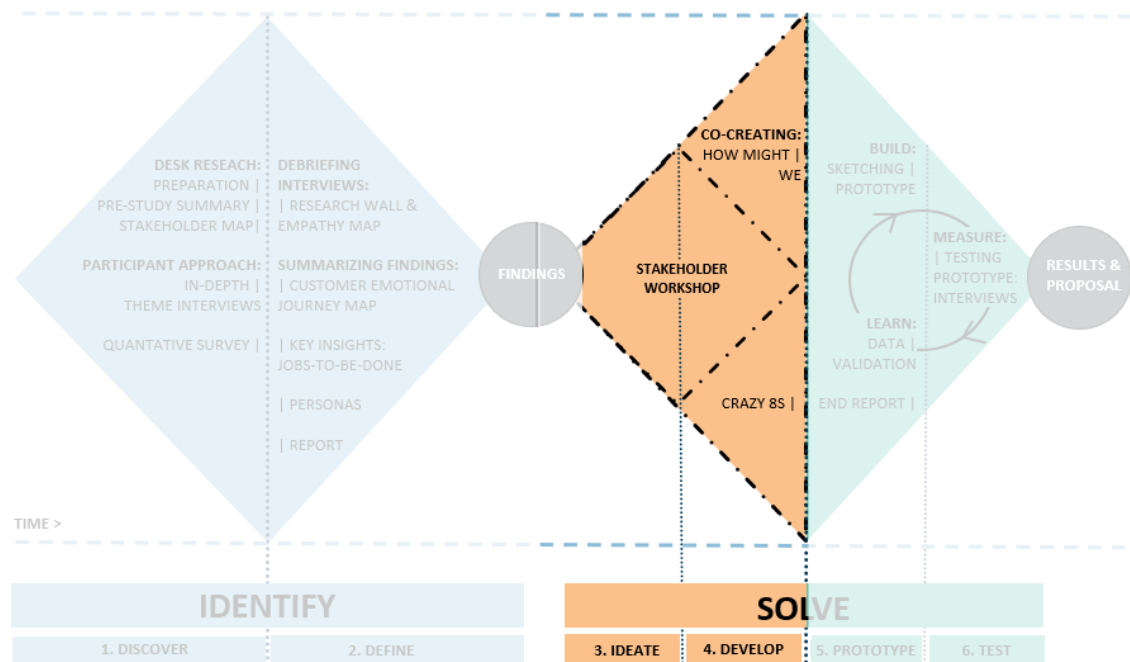 DESK RESEACH:
PREPARATION |
PRE-STUDY SUMMARY |
STAKEHOLDER MAP|
PARTICIPANT APPROACH:
IN-DEPTH |
THEME INTERVIEWS
QUANTATIVE SURVEY |
DEBRIEFING
INTERVIEWS:
| RESEARCH WALL &
EMPATHY MAP
SUMMARIZING FINDINGS:
| CUSTOMER EMOTIONAL
JOURNEY MAP
| KEY INSIGHTS:
JOBS-TO-BE-DONE
| PERSONAS
| REPORT
FINDINGS
STAKEHOLDER
WORKSHOP
CO-CREATING:
HOW MIGHT |
WE
CRAZY 8S |
BUILD:
SKETCHING |
PROTOTYPE
MEASURE:
| TESTING
PROTOTYPE:
INTERVIEWS
LEARN:
DATA |
VALIDATION
END REPORT |
RESULTS &
PROPOSAL
TIME >
IDENTIFY
SOLVE
1. DISCOVER
2. DEFINE
3. IDEATE
4. DEVELOP
5. PROTOTYPE
6. TEST